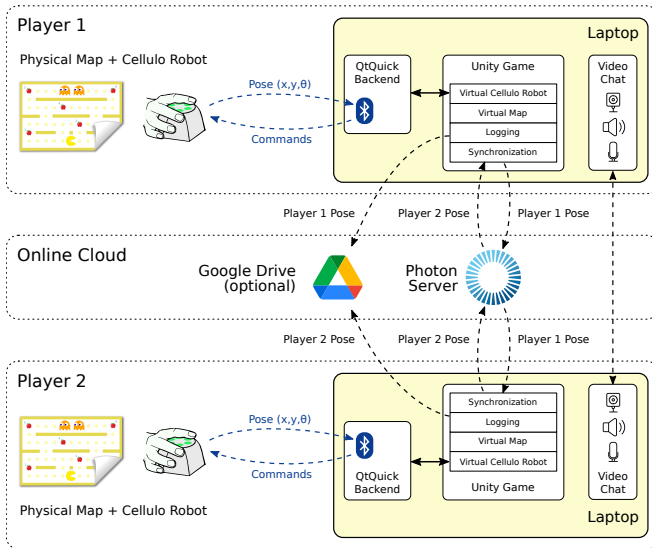 Player 1
Laptop
Physical Map + Cellulo Robot
Pose (x,y,θ)
Commands
QtQuick
Backend
Unity Game
Virtual Cellulo Robot
Virtual Map
Logging
Synchronization
Video
Chat
Player 1 Pose
Player 2 Pose
Player 1 Pose
Online Cloud
Google Drive
(optional)
Photon
Server
Player 2 Pose
Player 2 Pose
Player 1 Pose
Player 2
Synchronization
Logging
Virtual Map
Virtual Cellulo Robot
Unity Game
Pose (x,y,θ)
Commands
QtQuick
Backend
Video
Chat
Physical Map + Cellulo Robot
Laptop